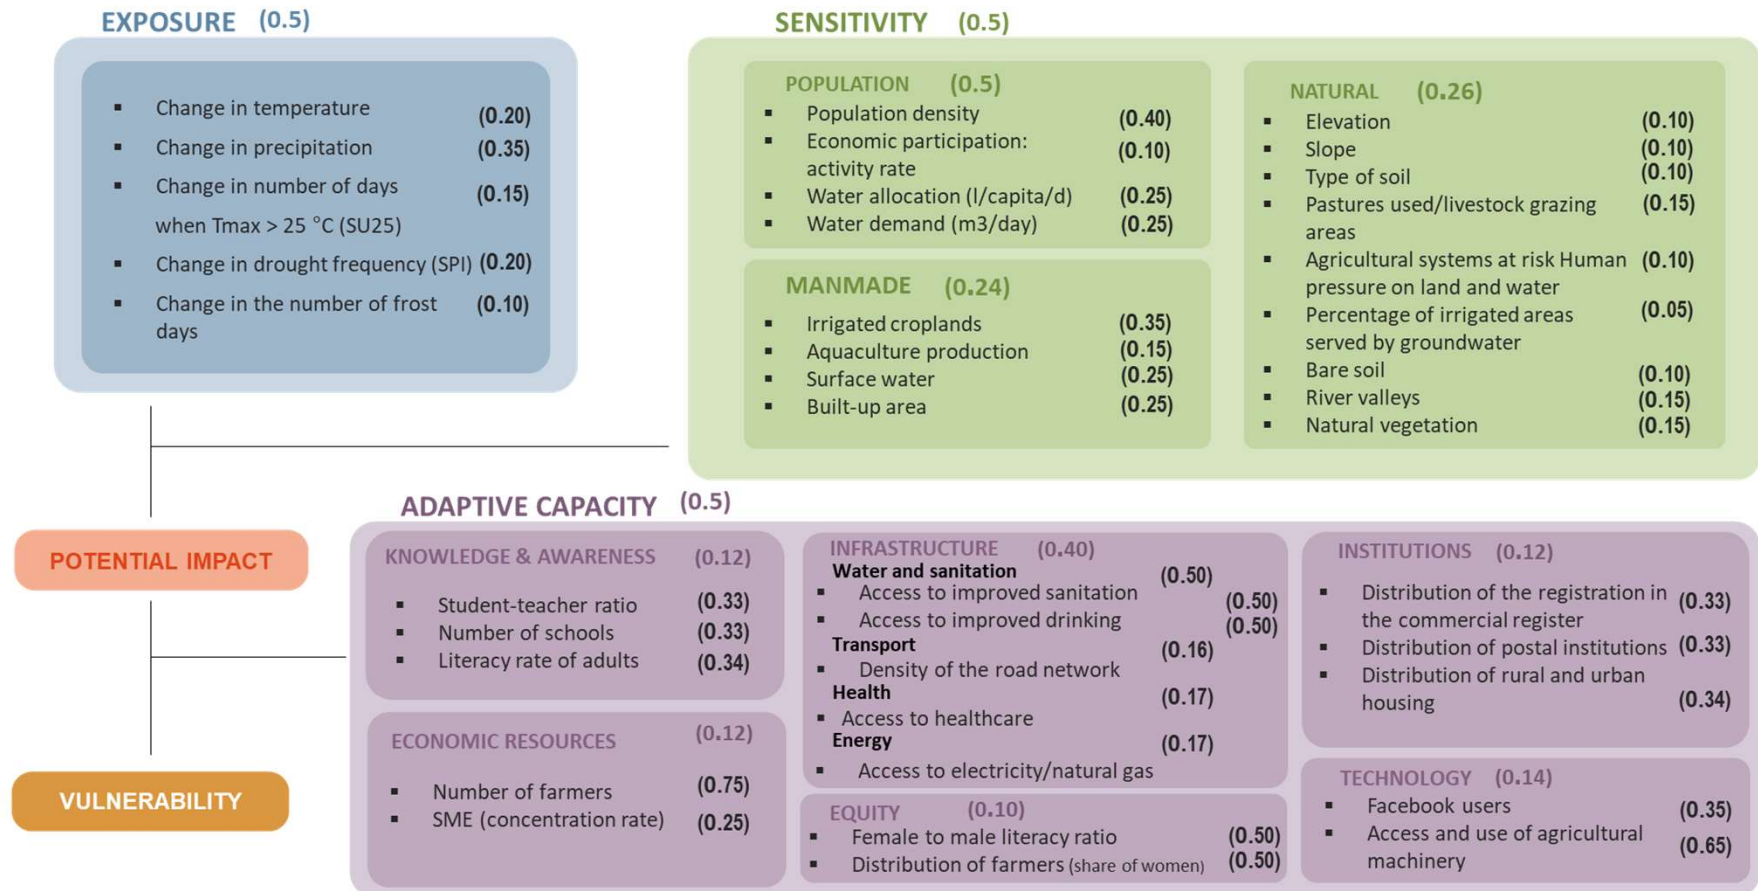 EXPOSURE (0.5)
▪ Change in temperature (0.20)
▪ Change in precipitation (0.35)
▪ Change in number of days (0.15)
when Tmax > 25 °C (SU25)
▪ Change in drought frequency (SPI) (0.20)
▪ Change in the number of frost (0.10)
days
SENSITIVITY (0.5)
POPULATION (0.5)
▪ Population density (0.40)
▪ Economic participation: (0.10)
activity rate
▪ Water allocation (l/capita/d) (0.25)
▪ Water demand (m3/day) (0.25)
MANMADE (0.24)
▪ Irrigated croplands (0.35)
▪ Aquaculture production (0.15)
▪ Surface water (0.25)
▪ Built-up area (0.25)
NATURAL (0.26)
▪ Elevation (0.10)
▪ Slope (0.10)
▪ Type of soil (0.10)
▪ Pastures used/livestock grazing (0.15)
areas
▪ Agricultural systems at risk Human (0.10)
pressure on land and water
▪ Percentage of irrigated areas (0.05)
served by groundwater
▪ Bare soil (0.10)
▪ River valleys (0.15)
▪ Natural vegetation (0.15)
POTENTIAL IMPACT
VULNERABILITY
ADAPTIVE CAPACITY (0.5)
KNOWLEDGE & AWARENESS (0.12)
▪ Student-teacher ratio (0.33)
▪ Number of schools (0.33)
▪ Literacy rate of adults (0.34)
ECONOMIC RESOURCES (0.12)
▪ Number of farmers (0.75)
▪ SME (concentration rate) (0.25)
INFRASTRUCTURE (0.40)
Water and sanitation (0.50)
▪ Access to improved sanitation (0.50)
▪ Access to improved drinking (0.50)
Transport (0.16)
▪ Density of the road network
Health (0.17)
▪ Access to healthcare
Energy (0.17)
▪ Access to electricity/natural gas
EQUITY (0.10)
▪ Female to male literacy ratio (0.50)
▪ Distribution of farmers (share of women) (0.50)
INSTITUTIONS (0.12)
▪ Distribution of the registration in (0.33)
the commercial register
▪ Distribution of postal institutions (0.33)
▪ Distribution of rural and urban
housing (0.34)
TECHNOLOGY (0.14)
▪ Facebook users (0.35)
▪ Access and use of agricultural (0.65)
machinery